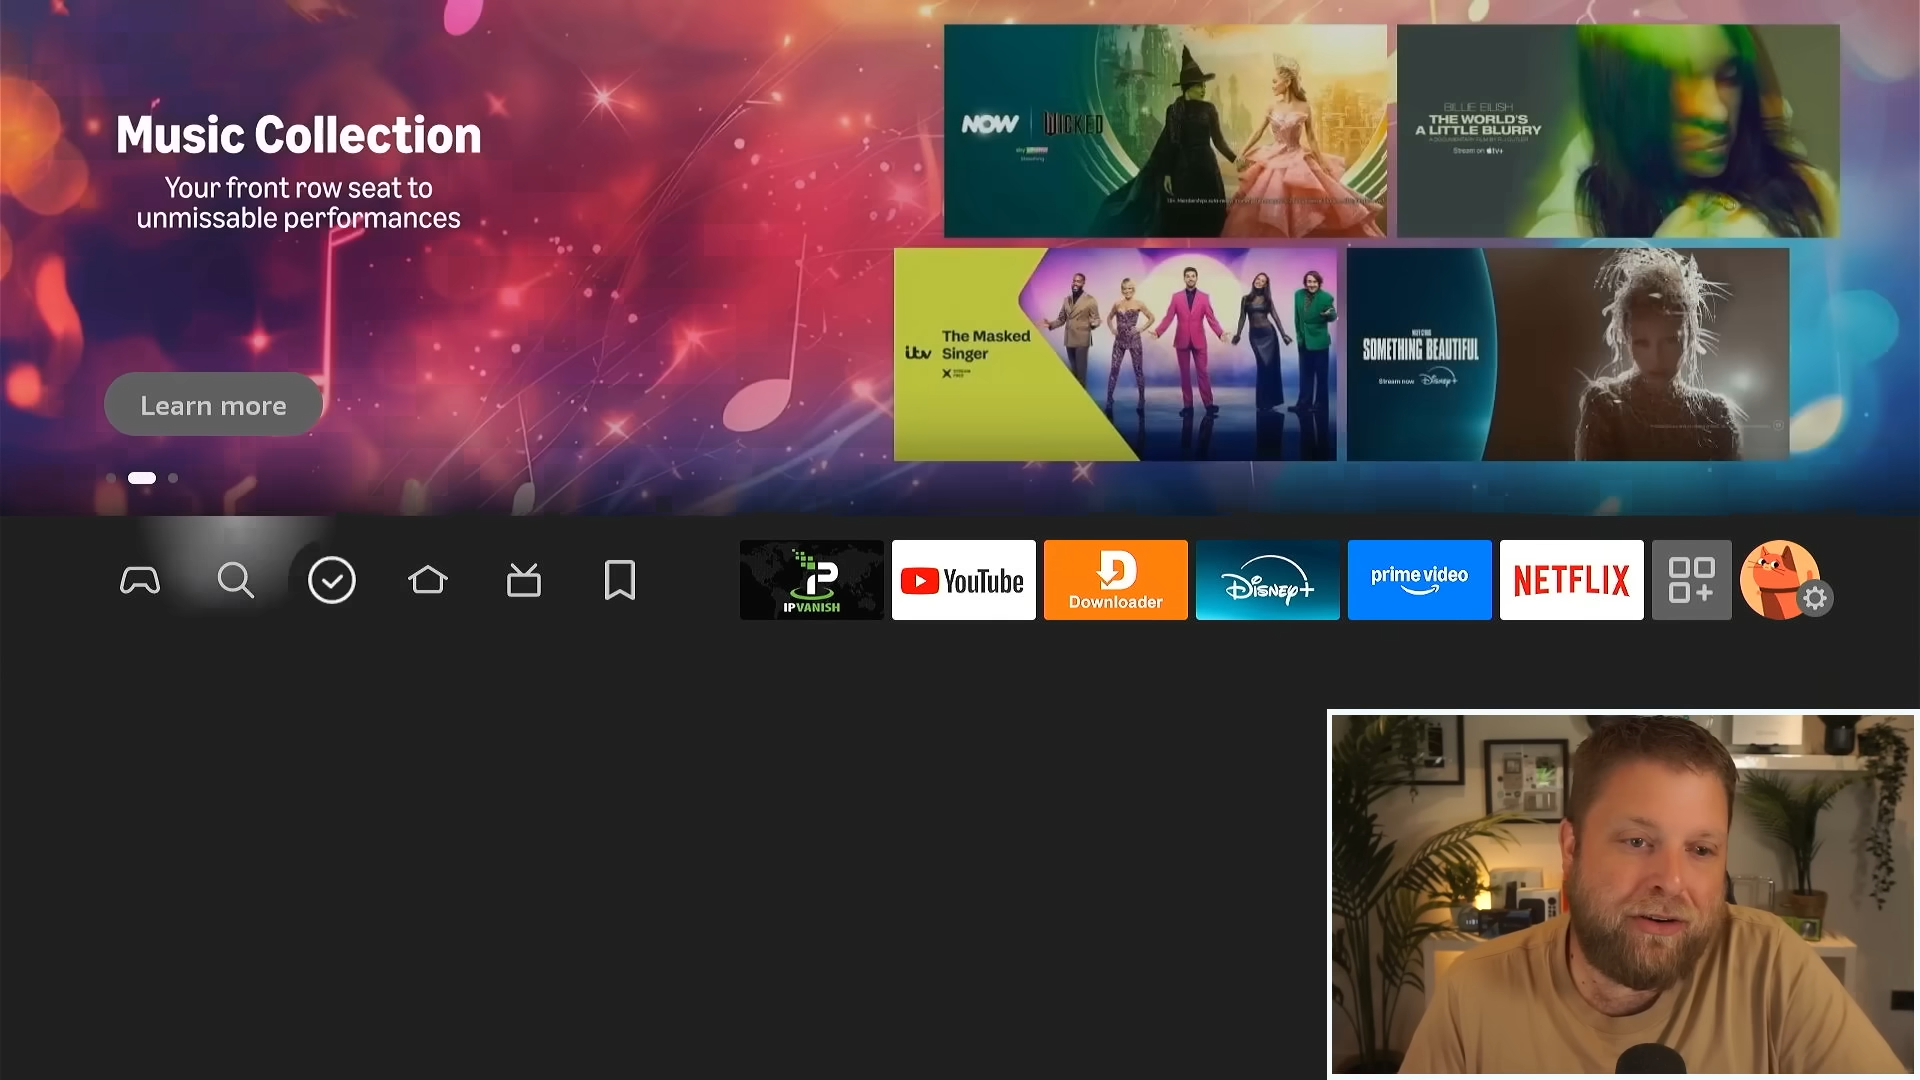 Music Collection
Your front row seat to
unmissable performances
Learn more
NOW
WICKED
BILLIE EILISH
THE WORLD'S
A LITTLE BLURRY
Stream on tv+
itv
The Masked
Singer
STREAM
FREE
SOMETHING BEAUTIFUL
Stream now Disney+
IPVANISH
YouTube
Downloader
Disney+
prime video
NETFLIX